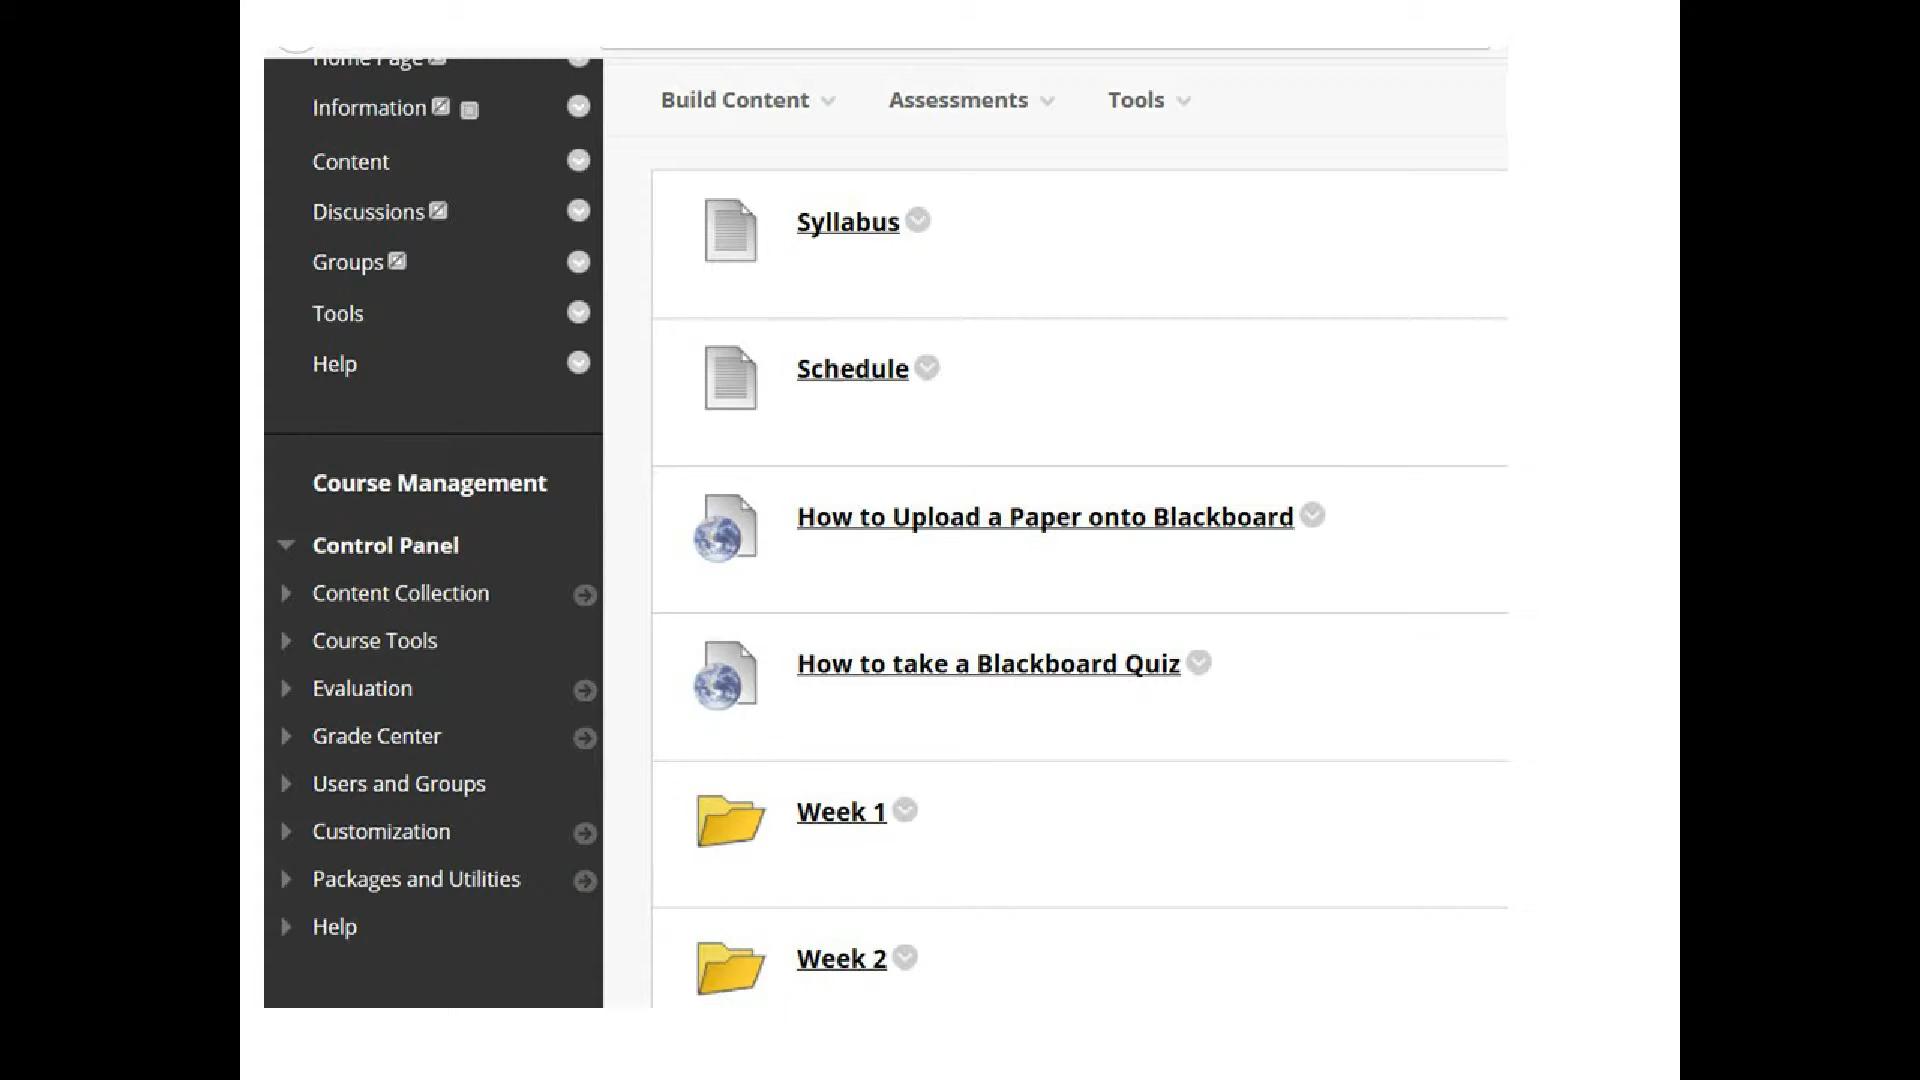 Home Page
Information
Content
Discussions
Groups
Tools
Help
Course Management
Control Panel
Content Collection
Course Tools
Evaluation
Grade Center
Users and Groups
Customization
Packages and Utilities
Help
Build Content
Assessments
Tools
Syllabus
Schedule
How to Upload a Paper onto Blackboard
How to take a Blackboard Quiz
Week 1
Week 2